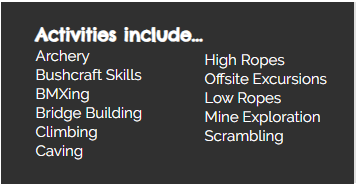 Activities include...
Archery
Bushcraft Skills
BMXing
Bridge Building
Climbing
Caving
High Ropes
Offsite Excursions
Low Ropes
Mine Exploration
Scrambling